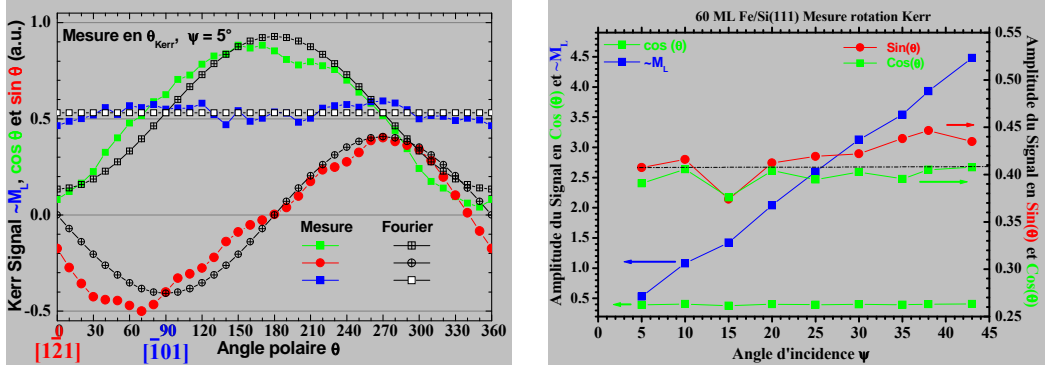 Mesure en θKerr, ψ = 5°
Kerr Signal ~ML, cos θ et sin θ (a.u.)
1.0
0.5
0.0
-0.5
Mesure Fourier
0 30 60 90 120 150 180 210 240 270 300 330 360
[1-21] [-101]
Angle polaire θ
60 ML Fe/Si(111) Mesure rotation Kerr
cos (θ)
~ML
Sin(θ)
Cos(θ)
Amplitude du Signal en Cos (θ) et ~ML
4.5
4.0
3.5
3.0
2.5
2.0
1.5
1.0
0.5
0.55
0.50
0.45
0.40
0.35
0.30
0.25
Amplitude du Signal en Sin(θ) et Cos(θ)
0 5 10 15 20 25 30 35 40 45
Angle d'incidence ψ